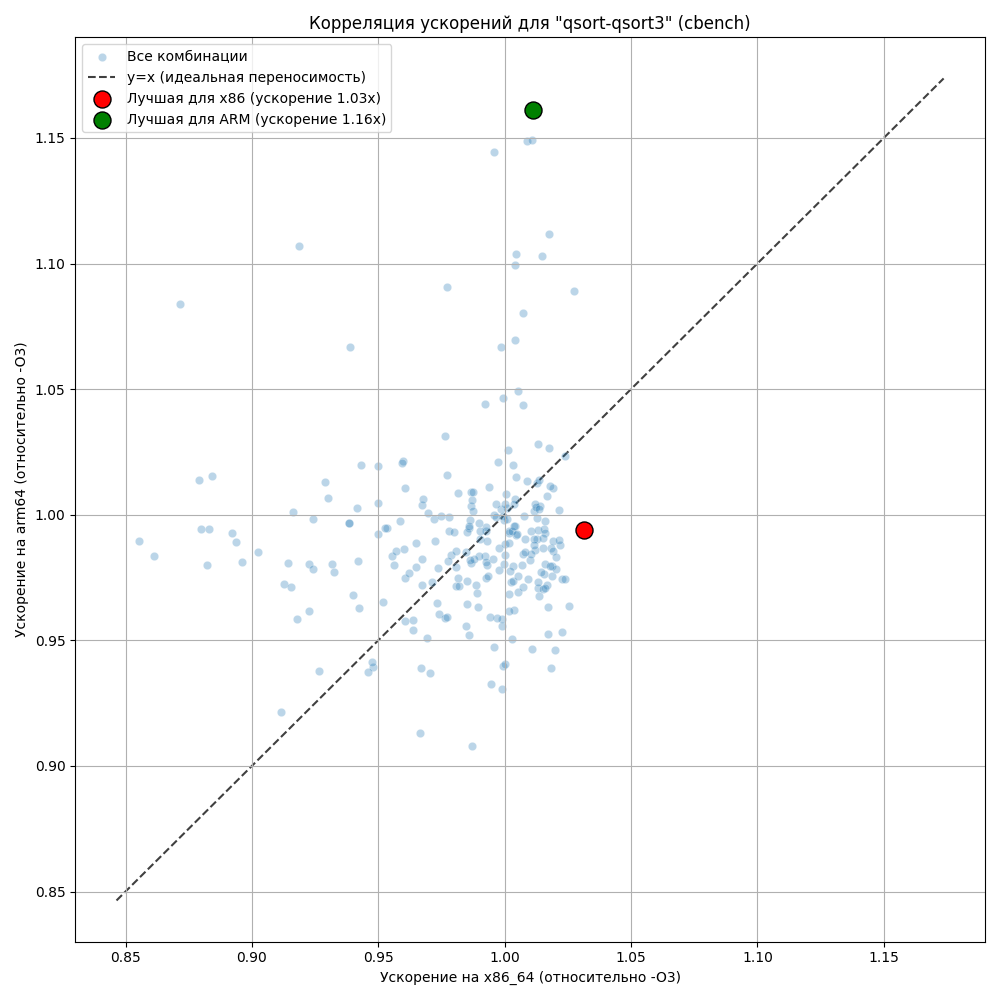 Корреляция ускорений для "qsort-qsort3" (cbench)
Все комбинации
y=x (идеальная переносимость)
Лучшая для x86 (ускорение 1.03x)
Лучшая для ARM (ускорение 1.16x)
Ускорение на arm64 (относительно -O3)
1.15
1.10
1.05
1.00
0.95
0.90
0.85
0.85 0.90 0.95 1.00 1.05 1.10 1.15
Ускорение на x86_64 (относительно -O3)